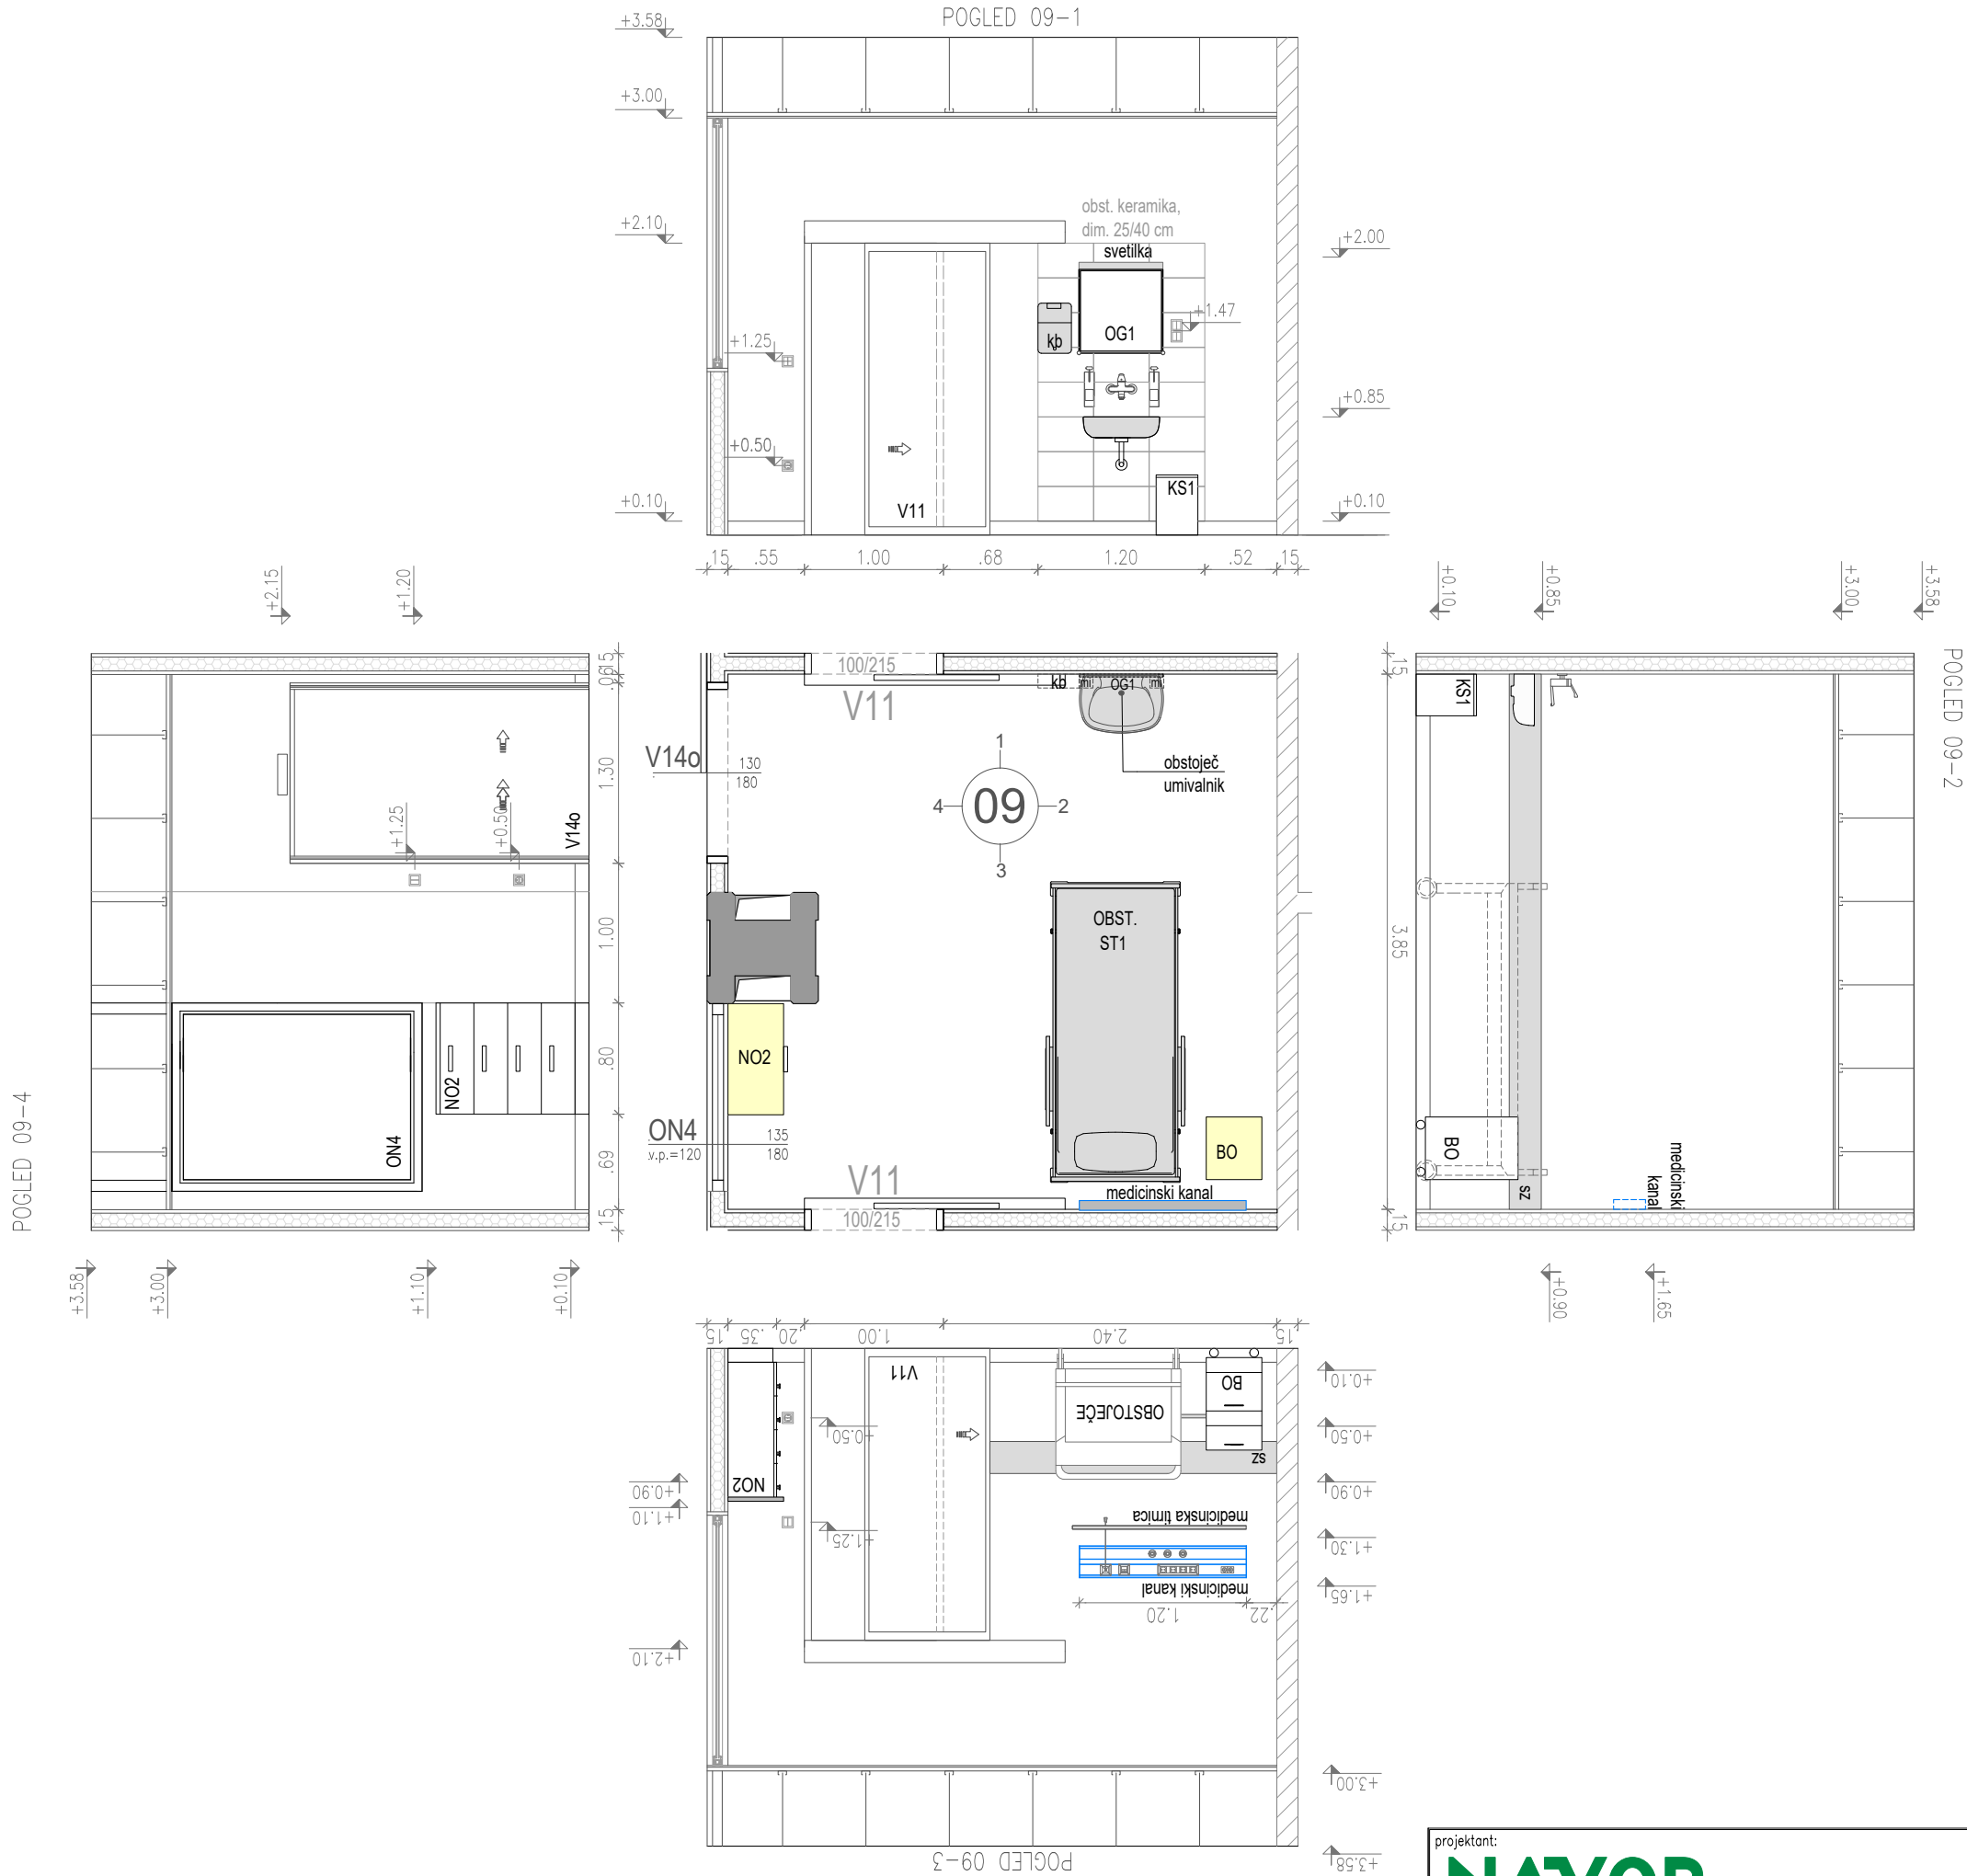 POGLED 09-1
+3.58
+3.00
+2.10
+1.25
+0.50
+0.10
obst. keramika,
dim. 25/40 cm
svetilka
OG1
kb
+1.47
+2.00
+0.85
+0.10
V11
KS1
.15 .55 1.00 .68 1.20 .52 .15
+2.15
+1.20
+0.10
+0.85
+3.00
+3.58
POGLED 09-4
.15
.06
1.30
1.00
.80
.69
.15
+1.25
+0.50
V14o
NO2
ON4
+3.58
+3.00
+1.10
+0.10
100/215
V11
kb
mi
OG1
mi
V14o
130
180
obstoječ
umivalnik
1
4
09
2
3
OBST.
ST1
NO2
ON4
v.p.=120
135
180
BO
V11
medicinski kanal
100/215
POGLED 09-2
.15
3.85
.15
KS1
BO
sz
medicinski
kanal
+0.90
+1.65
.15 .35 .20 1.00 2.40 .15
V11
OBSTOJEČE
BO
sz
NO2
+0.50
+1.25
medicinska tirnica
medicinski kanal
1.20
.22
+0.90
+1.10
+2.10
+0.10
+0.50
+0.90
+1.30
+1.65
+3.00
+3.58
POGLED 09-3
projektant: